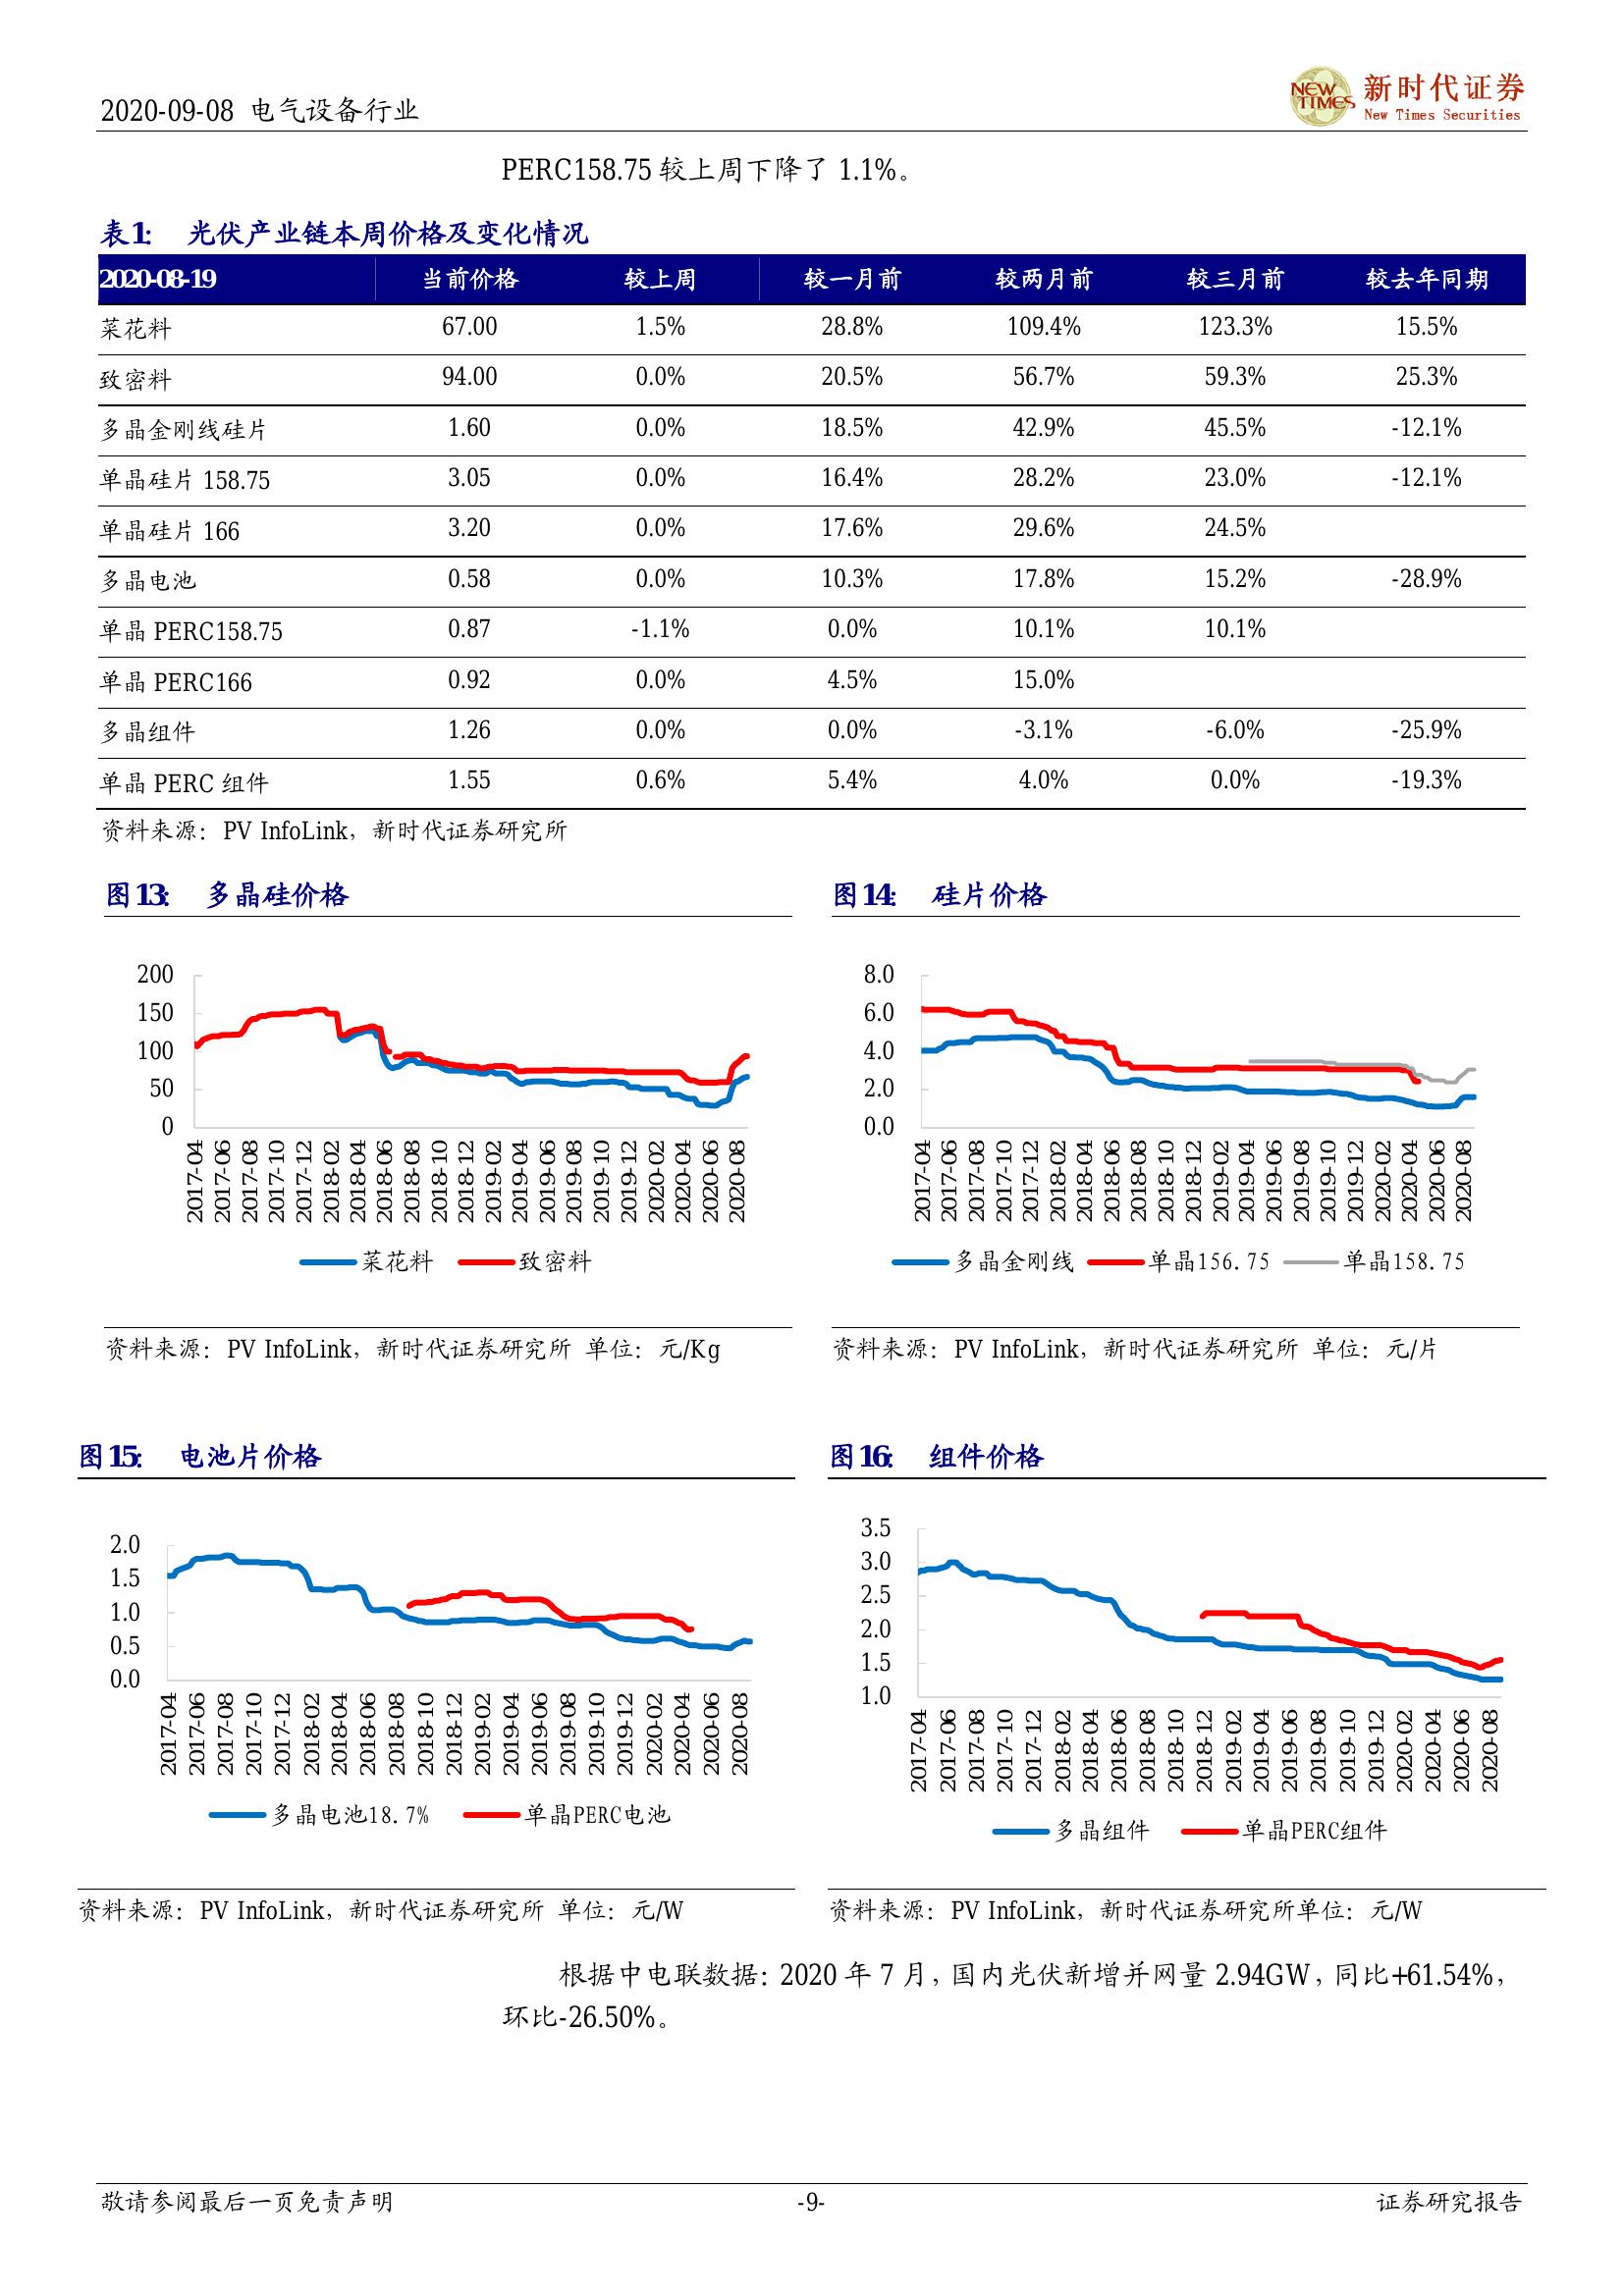 2020-09-08 电气设备行业
NEW TIMES 新时代证券
New Times Securities
PERC158.75 较上周下降了 1.1%。
表1: 光伏产业链本周价格及变化情况
2020-08-19 当前价格 较上周 较一月前 较两月前 较三月前 较去年同期
菜花料 67.00 1.5% 28.8% 109.4% 123.3% 15.5%
致密料 94.00 0.0% 20.5% 56.7% 59.3% 25.3%
多晶金刚线硅片 1.60 0.0% 18.5% 42.9% 45.5% -12.1%
单晶硅片 158.75 3.05 0.0% 16.4% 28.2% 23.0% -12.1%
单晶硅片 166 3.20 0.0% 17.6% 29.6% 24.5%
多晶电池 0.58 0.0% 10.3% 17.8% 15.2% -28.9%
单晶 PERC158.75 0.87 -1.1% 0.0% 10.1% 10.1%
单晶 PERC166 0.92 0.0% 4.5% 15.0%
多晶组件 1.26 0.0% 0.0% -3.1% -6.0% -25.9%
单晶 PERC 组件 1.55 0.6% 5.4% 4.0% 0.0% -19.3%
资料来源：PV InfoLink，新时代证券研究所
图13: 多晶硅价格
200
150
100
50
0
2017-04 2017-06 2017-08 2017-10 2017-12 2018-02 2018-04 2018-06 2018-08 2018-10 2018-12 2019-02 2019-04 2019-06 2019-08 2019-10 2019-12 2020-02 2020-04 2020-06 2020-08
菜花料 致密料
资料来源：PV InfoLink，新时代证券研究所 单位：元/Kg
图14: 硅片价格
8.0
6.0
4.0
2.0
0.0
2017-04 2017-06 2017-08 2017-10 2017-12 2018-02 2018-04 2018-06 2018-08 2018-10 2018-12 2019-02 2019-04 2019-06 2019-08 2019-10 2019-12 2020-02 2020-04 2020-06 2020-08
多晶金刚线 单晶156.75 单晶158.75
资料来源：PV InfoLink，新时代证券研究所 单位：元/片
图15: 电池片价格
2.0
1.5
1.0
0.5
0.0
2017-04 2017-06 2017-08 2017-10 2017-12 2018-02 2018-04 2018-06 2018-08 2018-10 2018-12 2019-02 2019-04 2019-06 2019-08 2019-10 2019-12 2020-02 2020-04 2020-06 2020-08
多晶电池18.7% 单晶PERC电池
资料来源：PV InfoLink，新时代证券研究所 单位：元/W
图16: 组件价格
3.5
3.0
2.5
2.0
1.5
1.0
2017-04 2017-06 2017-08 2017-10 2017-12 2018-02 2018-04 2018-06 2018-08 2018-10 2018-12 2019-02 2019-04 2019-06 2019-08 2019-10 2019-12 2020-02 2020-04 2020-06 2020-08
多晶组件 单晶PERC组件
资料来源：PV InfoLink，新时代证券研究所单位：元/W
根据中电联数据：2020 年 7 月，国内光伏新增并网量 2.94GW，同比+61.54%，
环比-26.50%。
敬请参阅最后一页免责声明 -9- 证券研究报告